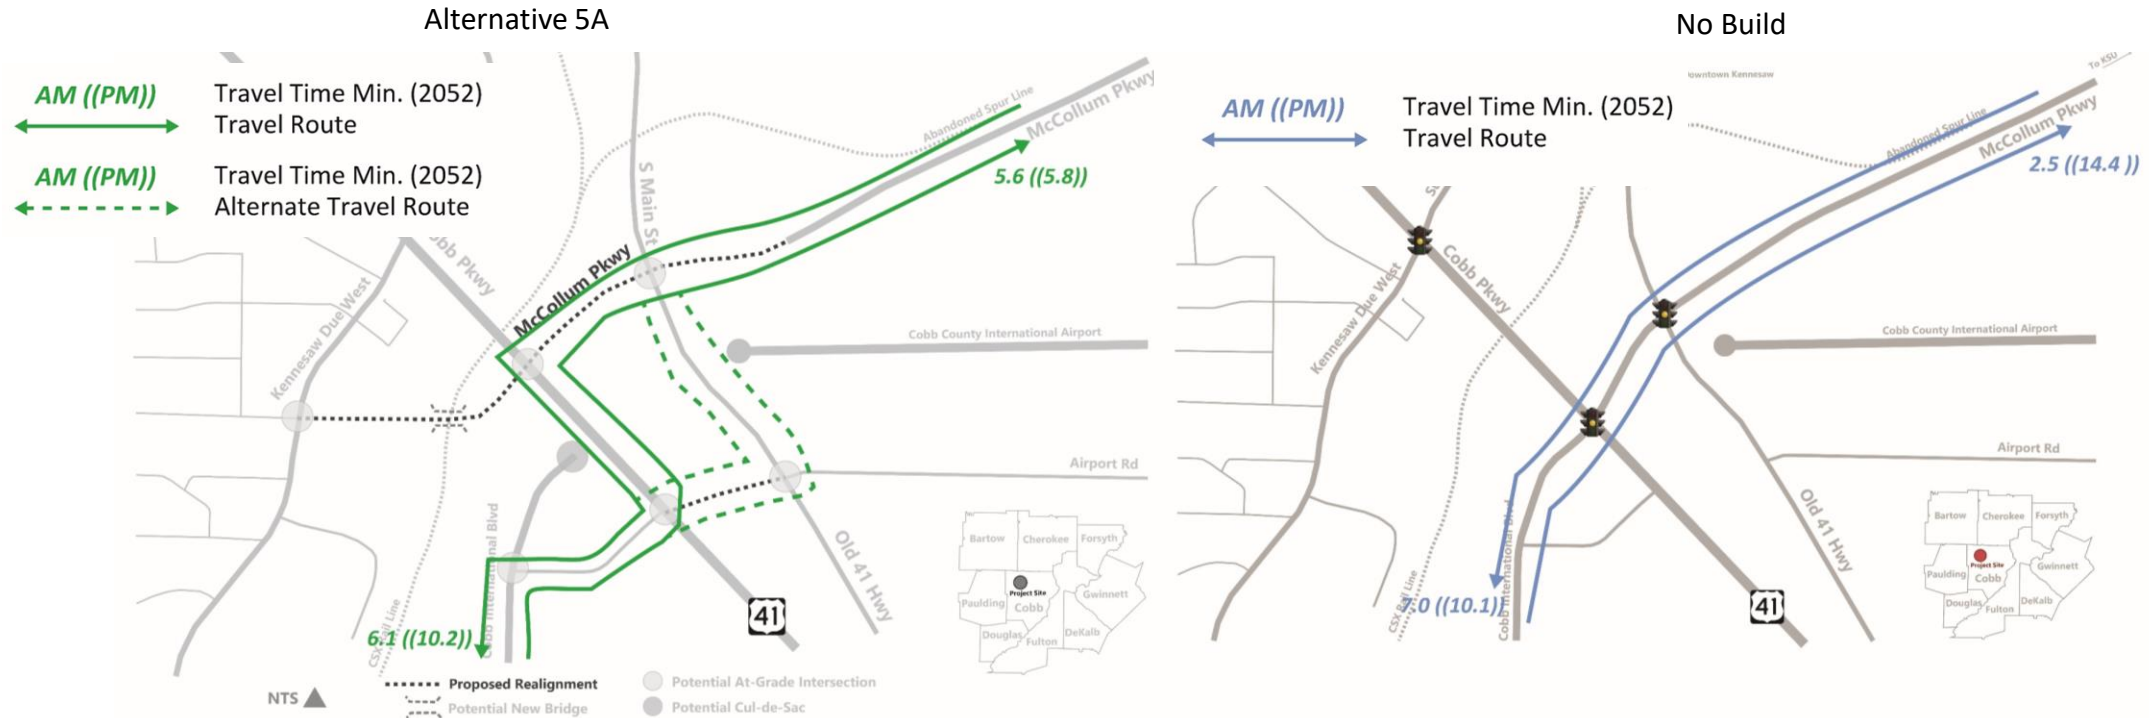 Alternative 5A
AM ((PM))
Travel Time Min. (2052)
Travel Route
AM ((PM))
Travel Time Min. (2052)
Alternate Travel Route
Abandoned Spur Line
McCollum Pkwy
5.6 ((5.8))
S Main St
obb Pkwy
McCollum Pkwy
Kennesaw Due West
Cobb County International Airport
Airport Rd
Old 41 Hwy
Cobb International Blvd
CSX Rail Line
6.1 ((10.2))
41
Bartow
Cherokee
Forsyth
Project Site
Paulding
Cobb
Gwinnett
Douglas
Fulton
DeKalb
NTS
Proposed Realignment
Potential New Bridge
Potential At-Grade Intersection
Potential Cul-de-Sac
No Build
AM ((PM))
Travel Time Min. (2052)
Travel Route
owntown Kennesaw
To KSU
Abandoned Spur Line
McCollum Pkwy
2.5 ((14.4 ))
Cobb Pkwy
Kennesaw Due West
Cobb County International Airport
Airport Rd
Old 41 Hwy
Cobb International Blvd
CSX Rail Line
7.0 ((10.1))
41
Bartow
Cherokee
Forsyth
Project Site
Paulding
Cobb
Gwinnett
Douglas
Fulton
DeKalb